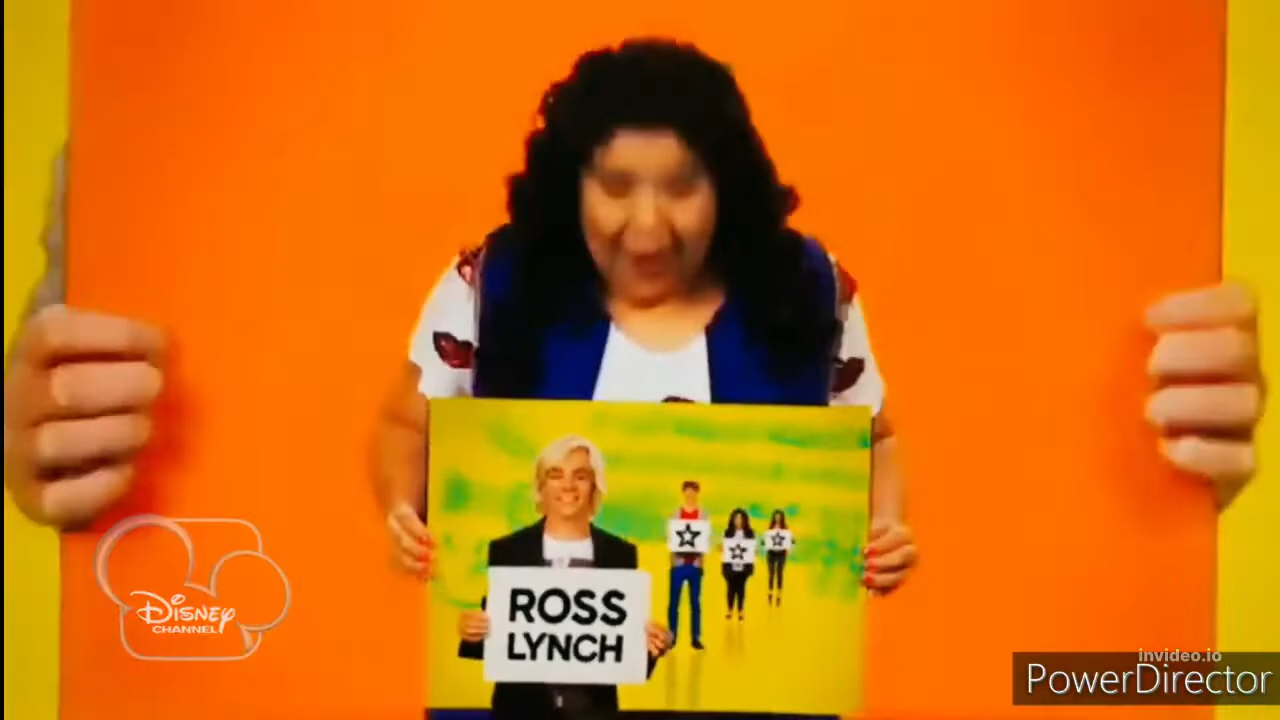 ROSS
LYNCH
Disney
CHANNEL
invideo.io
PowerDirector